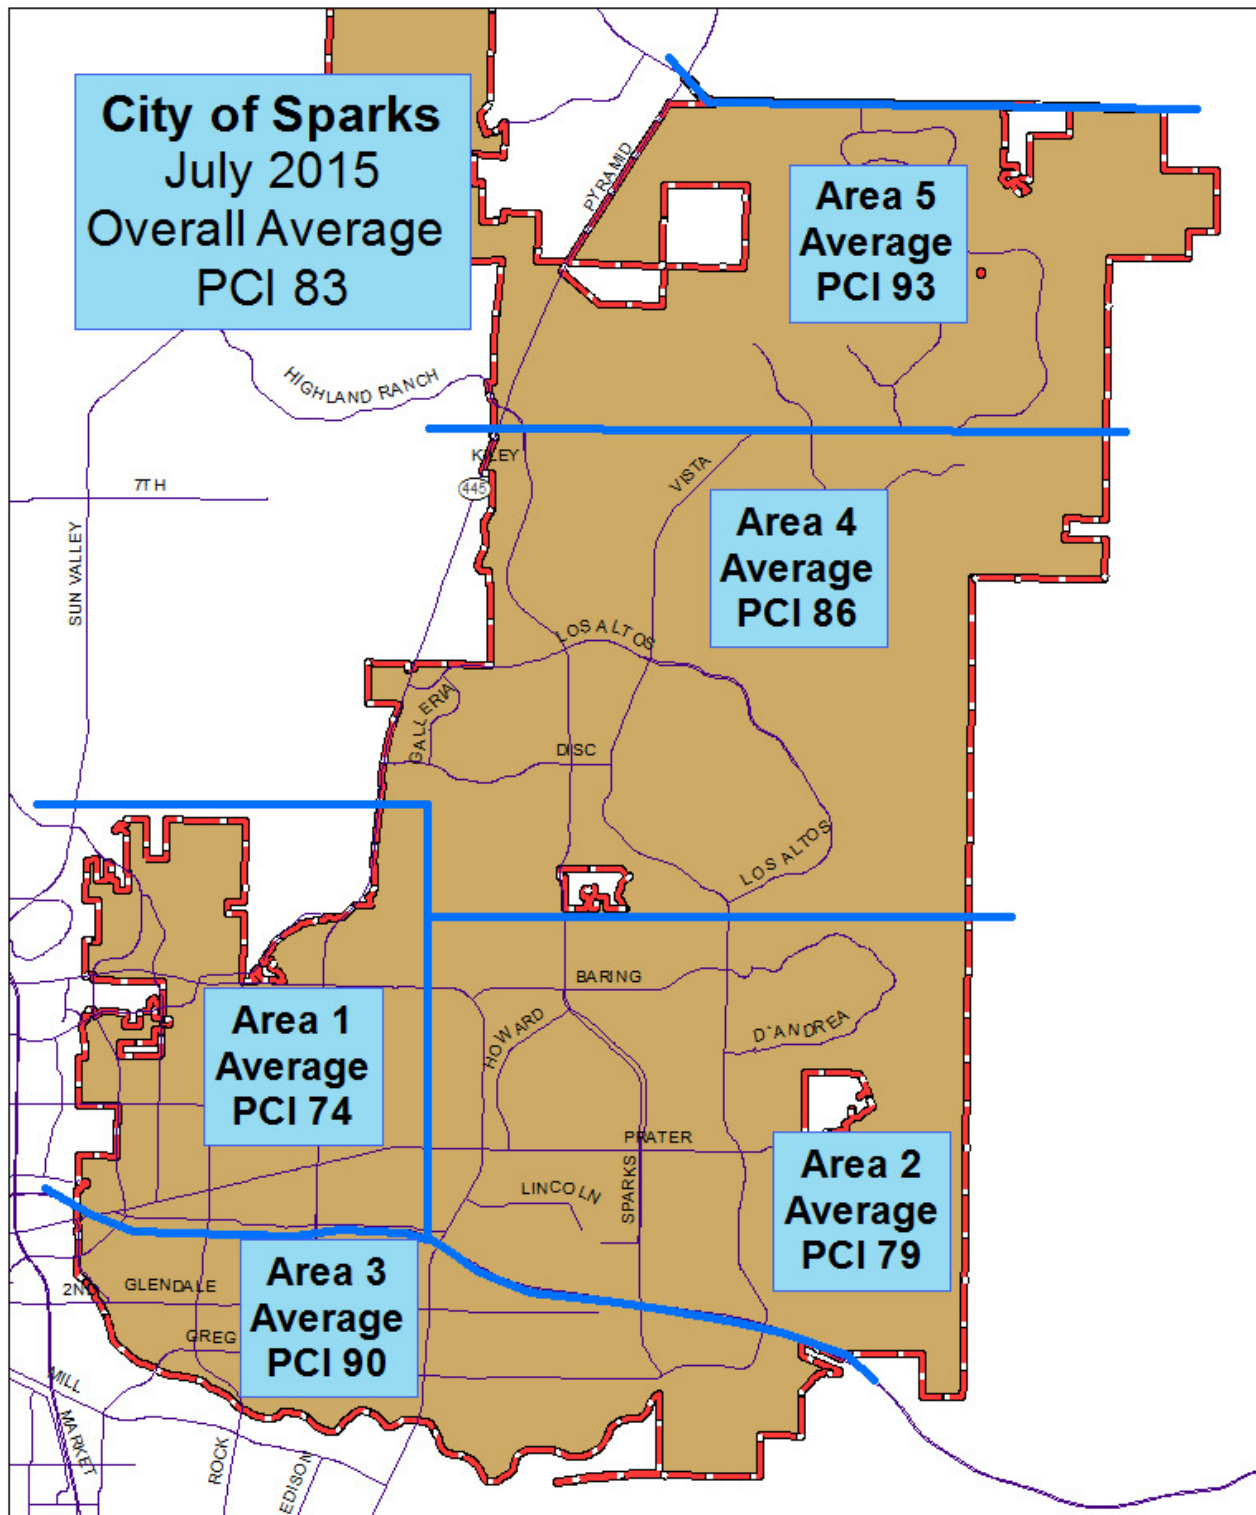 City of Sparks
July 2015
Overall Average
PCI 83
PYRAMID
Area 5
Average
PCI 93
HIGHLAND RANCH
KILEY
445
VISTA
7TH
SUN VALLEY
Area 4
Average
PCI 86
LOS ALTOS
GALLERIA
DISC
LOS ALTOS
BARING
HOWARD
D'ANDREA
Area 1
Average
PCI 74
PRATER
LINCOLN
SPARKS
Area 2
Average
PCI 79
Area 3
Average
PCI 90
2ND
GLENDALE
GREG
MILL
MARKET
ROCK
EDISON